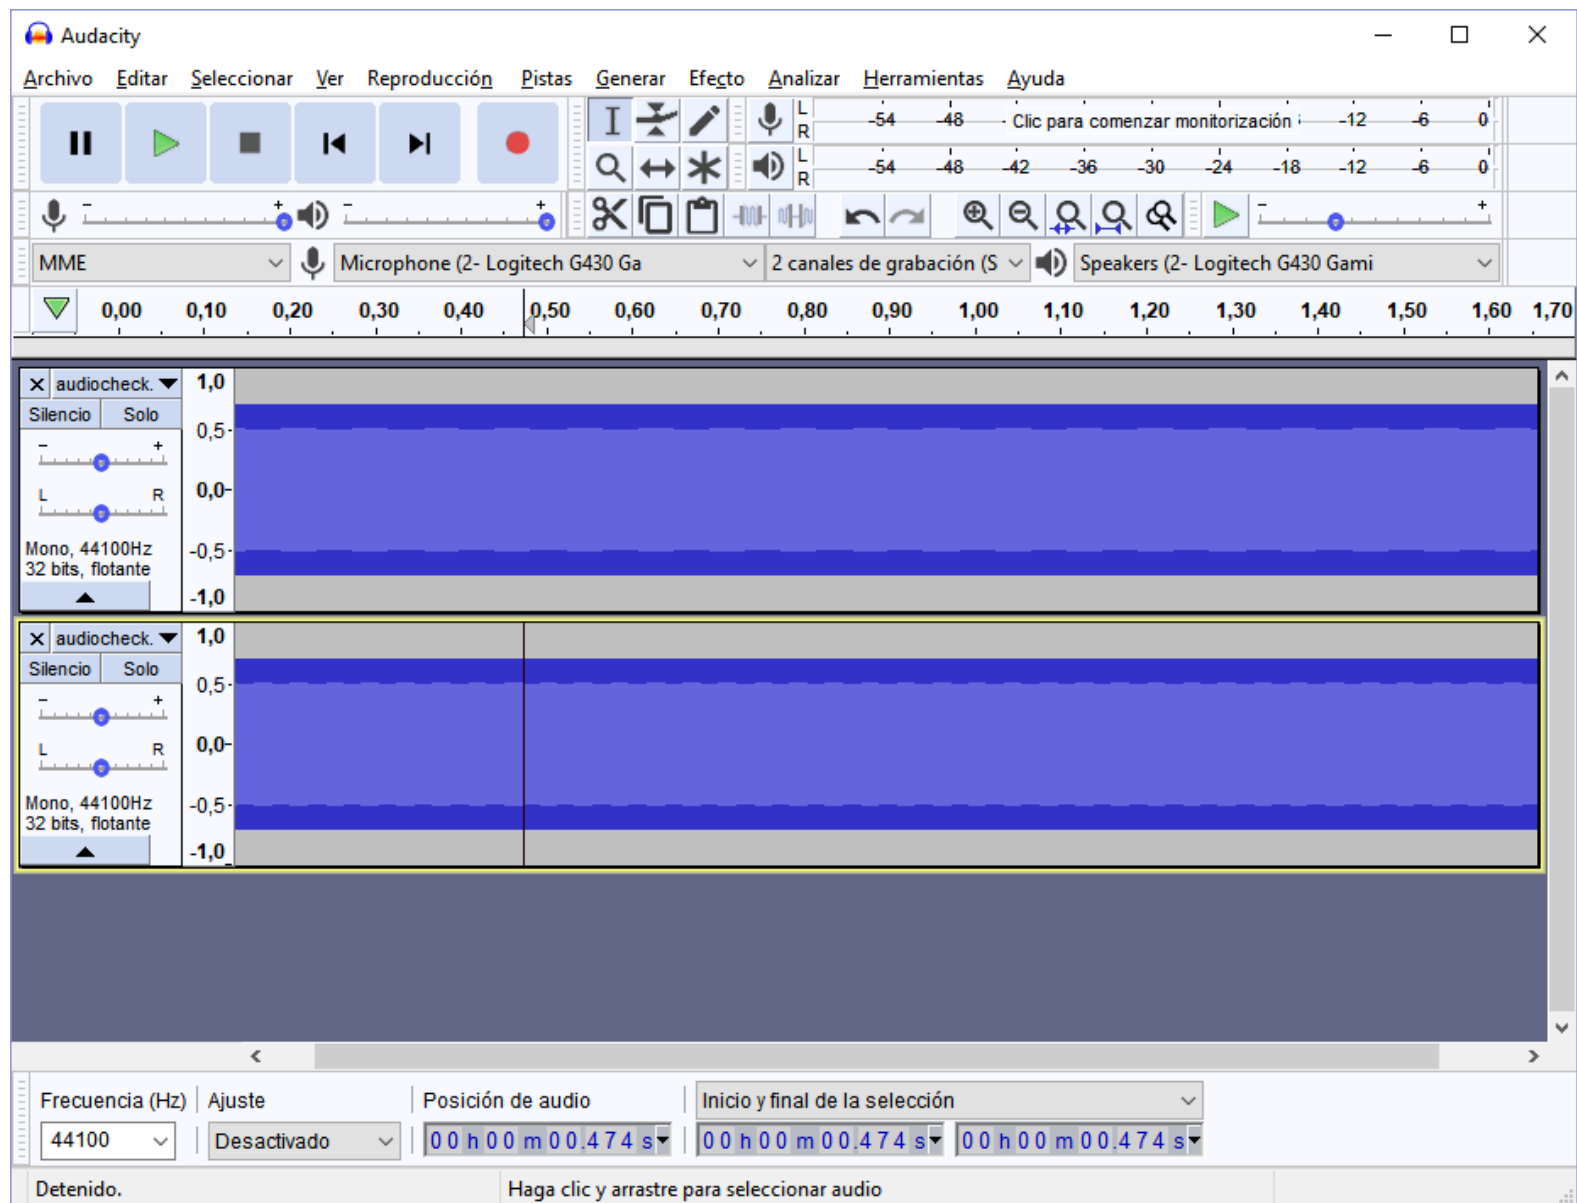 Audacity
Archivo Editar Seleccionar Ver Reproducción Pistas Generar Efecto Analizar Herramientas Ayuda
L
R
-54 -48 Clic para comenzar monitorización -12 -6 0
L
R
-54 -48 -42 -36 -30 -24 -18 -12 -6 0
- + - +
- +
MME Microphone (2- Logitech G430 Ga 2 canales de grabación (S Speakers (2- Logitech G430 Gami
0,00 0,10 0,20 0,30 0,40 0,50 0,60 0,70 0,80 0,90 1,00 1,10 1,20 1,30 1,40 1,50 1,60 1,70
audiocheck. 1,0
Silencio Solo
0,5
- +
L R
0,0
Mono, 44100Hz
-0,5
32 bits, flotante
-1,0
audiocheck. 1,0
Silencio Solo
0,5
- +
L R
0,0
Mono, 44100Hz
-0,5
32 bits, flotante
-1,0
Frecuencia (Hz) Ajuste Posición de audio Inicio y final de la selección
44100 Desactivado 00 h 00 m 00.474 s 00 h 00 m 00.474 s 00 h 00 m 00.474 s
Detenido. Haga clic y arrastre para seleccionar audio